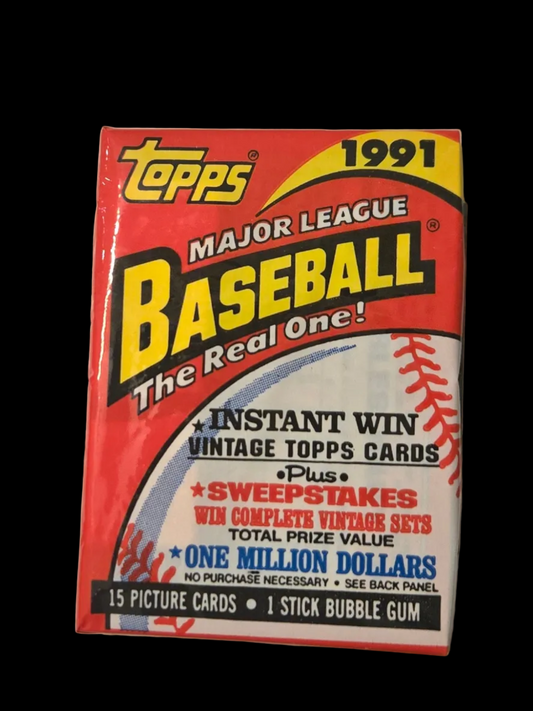 Topps®
1991
MAJOR LEAGUE
BASEBALL®
The Real One!
★INSTANT WIN
VINTAGE TOPPS CARDS
•Plus•
★SWEEPSTAKES
WIN COMPLETE VINTAGE SETS
TOTAL PRIZE VALUE
★ONE MILLION DOLLARS
NO PURCHASE NECESSARY • SEE BACK PANEL
15 PICTURE CARDS • 1 STICK BUBBLE GUM